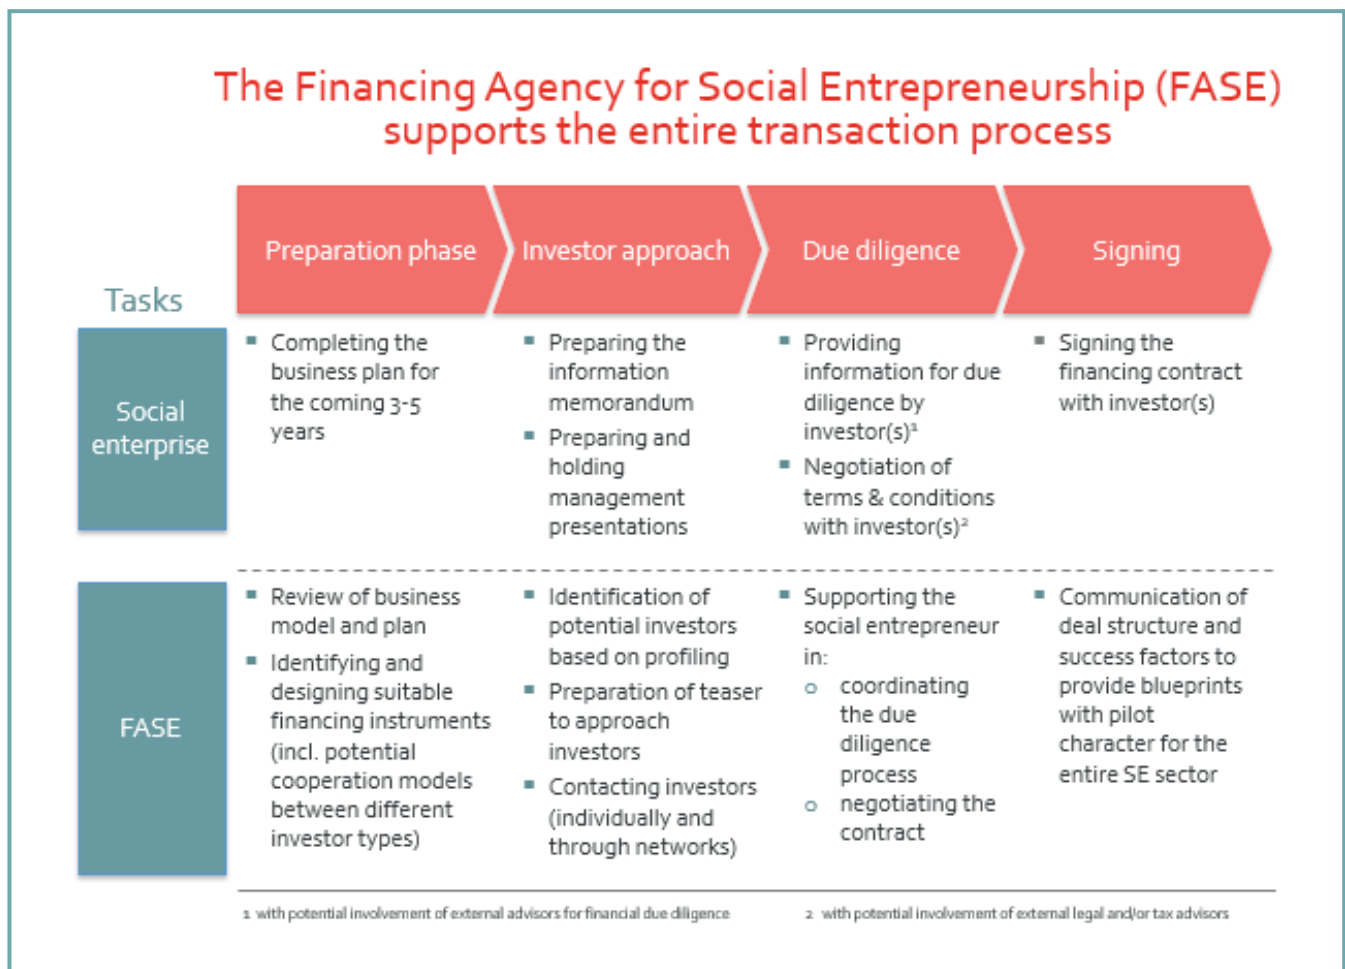 The Financing Agency for Social Entrepreneurship (FASE)
supports the entire transaction process
Preparation phase
Investor approach
Due diligence
Signing
Tasks
Social
enterprise
▪ Completing the
business plan for
the coming 3-5
years
▪ Preparing the
information
memorandum
▪ Preparing and
holding
management
presentations
▪ Providing
information for due
diligence by
investor(s)¹
▪ Negotiation of
terms & conditions
with investor(s)²
▪ Signing the
financing contract
with investor(s)
FASE
▪ Review of business
model and plan
▪ Identifying and
designing suitable
financing instruments
(incl. potential
cooperation models
between different
investor types)
▪ Identification of
potential investors
based on profiling
▪ Preparation of teaser
to approach
investors
▪ Contacting investors
(individually and
through networks)
▪ Supporting the
social entrepreneur
in:
o coordinating
the due
diligence
process
o negotiating the
contract
▪ Communication of
deal structure and
success factors to
provide blueprints
with pilot
character for the
entire SE sector
1 with potential involvement of external advisors for financial due diligence
2 with potential involvement of external legal and/or tax advisors